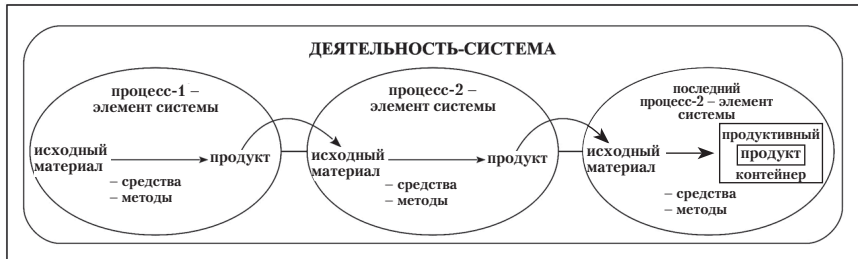 ДЕЯТЕЛЬНОСТЬ-СИСТЕМА
процесс-1 –
элемент системы
исходный
материал
продукт
– средства
– методы
процесс-2 –
элемент системы
исходный
материал
продукт
– средства
– методы
последний
процесс-2 – элемент
системы
исходный
материал
продуктивный
продукт
контейнер
– средства
– методы